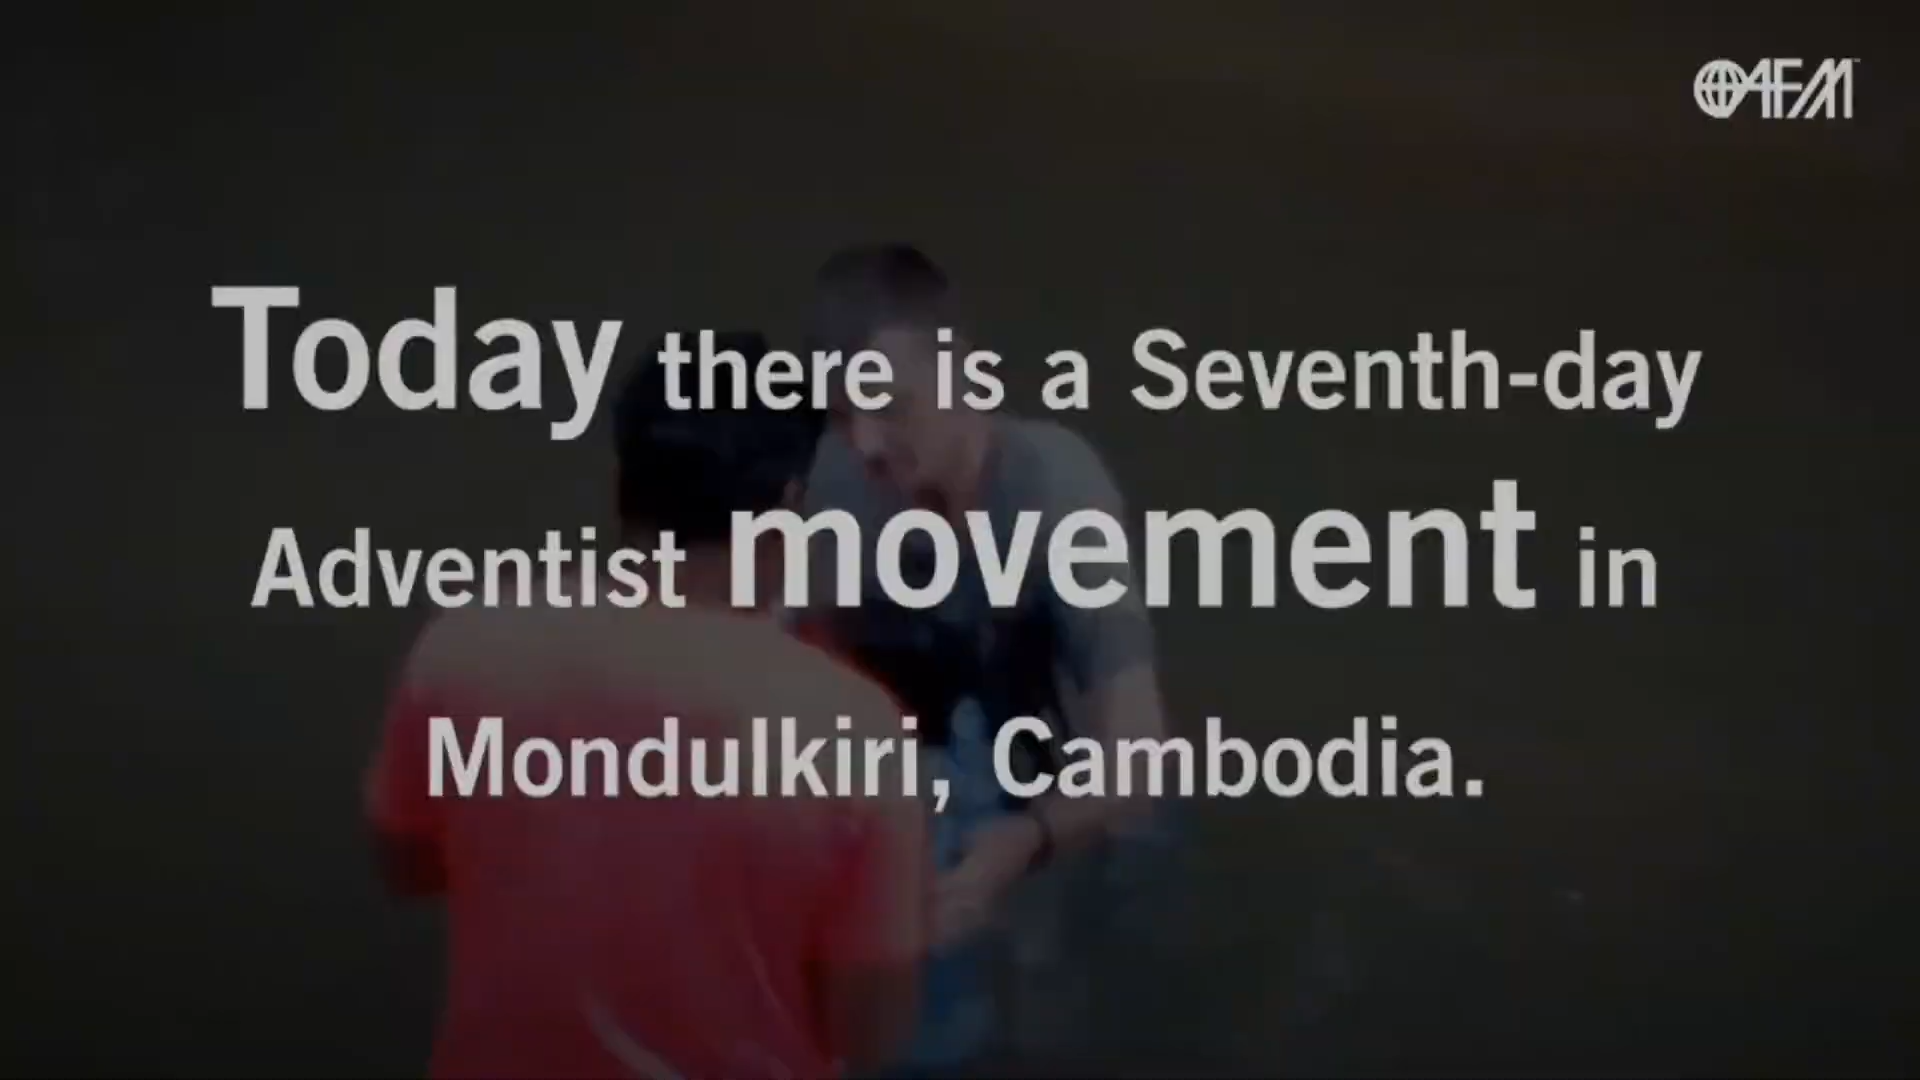 AFM
Today there is a Seventh-day
Adventist movement in
Mondulkiri, Cambodia.